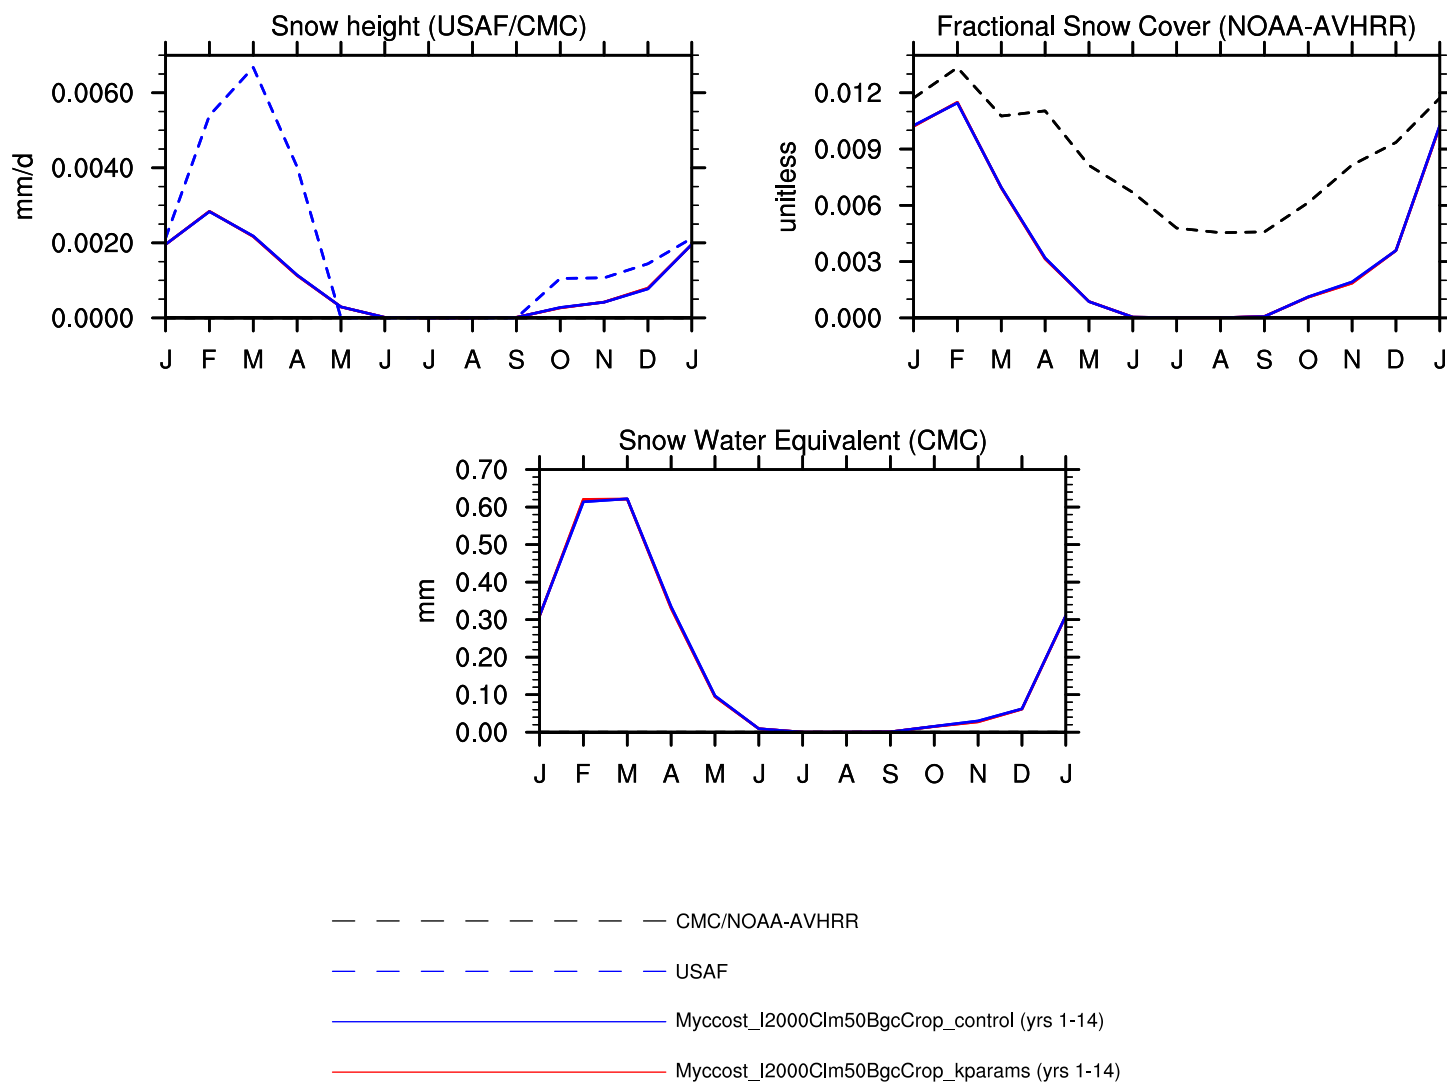 Snow height (USAF/CMC)
mm/d
0.0060
0.0040
0.0020
0.0000
J F M A M J J A S O N D J
Fractional Snow Cover (NOAA-AVHRR)
unitless
0.012
0.009
0.006
0.003
0.000
J F M A M J J A S O N D J
Snow Water Equivalent (CMC)
mm
0.70
0.60
0.50
0.40
0.30
0.20
0.10
0.00
J F M A M J J A S O N D J
CMC/NOAA-AVHRR
USAF
Myccost_I2000Clm50BgcCrop_control (yrs 1-14)
Myccost_I2000Clm50BgcCrop_kparams (yrs 1-14)